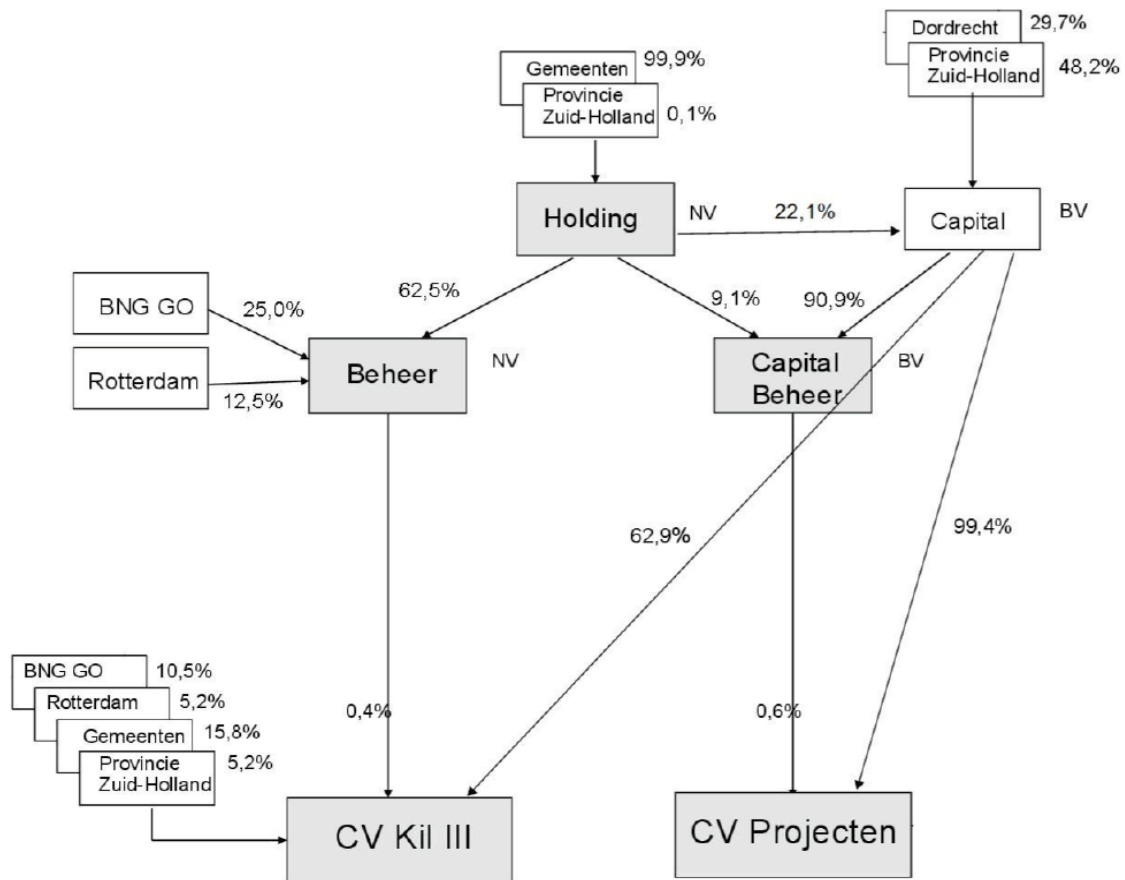 Dordrecht
29,7%
Provincie
Zuid-Holland
48,2%
Gemeenten
99,9%
Provincie
Zuid-Holland
0,1%
Holding
NV
22,1%
Capital
BV
BNG GO
25,0%
62,5%
9,1%
90,9%
Rotterdam
12,5%
Beheer
NV
Capital
Beheer
BV
62,9%
99,4%
BNG GO
10,5%
Rotterdam
5,2%
Gemeenten
15,8%
Provincie
Zuid-Holland
5,2%
0,4%
0,6%
CV Kil III
CV Projecten